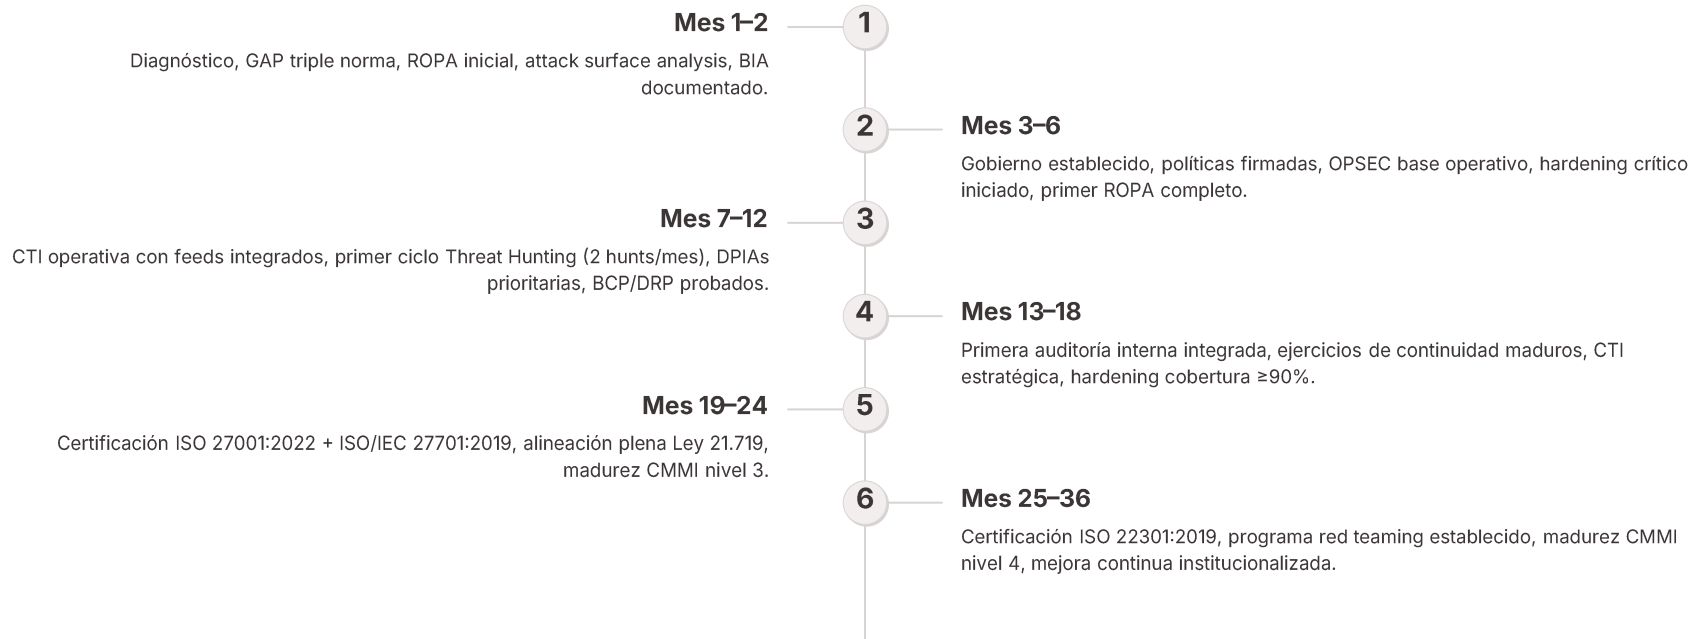 Mes 1–2
1
Diagnóstico, GAP triple norma, ROPA inicial, attack surface analysis, BIA
documentado.
2
Mes 3–6
Gobierno establecido, políticas firmadas, OPSEC base operativo, hardening crítico
iniciado, primer ROPA completo.
Mes 7–12
3
CTI operativa con feeds integrados, primer ciclo Threat Hunting (2 hunts/mes), DPIAs
prioritarias, BCP/DRP probados.
4
Mes 13–18
Primera auditoría interna integrada, ejercicios de continuidad maduros, CTI
estratégica, hardening cobertura ≥90%.
Mes 19–24
5
Certificación ISO 27001:2022 + ISO/IEC 27701:2019, alineación plena Ley 21.719,
madurez CMMI nivel 3.
6
Mes 25–36
Certificación ISO 22301:2019, programa red teaming establecido, madurez CMMI
nivel 4, mejora continua institucionalizada.